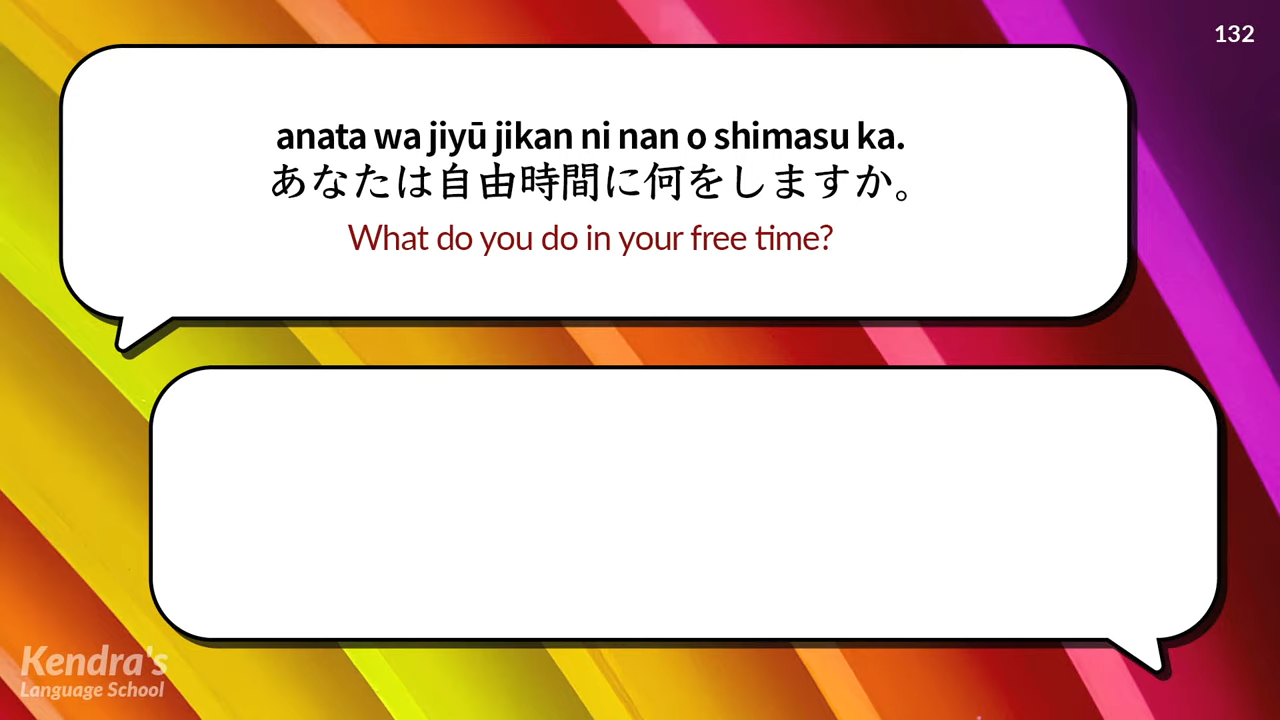 132
anata wa jiyū jikan ni nan o shimasu ka.
あなたは自由時間に何をしますか。
What do you do in your free time?
Kendra's
Language School